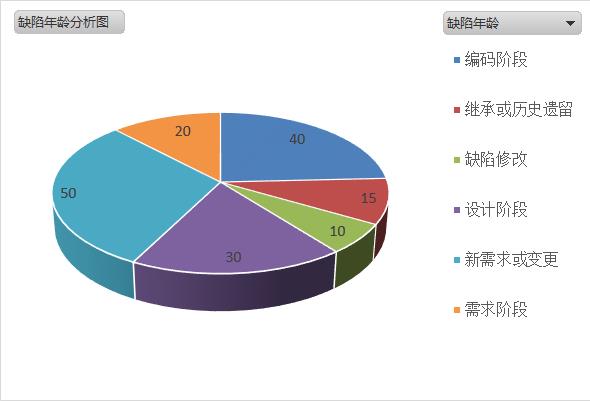 缺陷年龄分析图
缺陷年龄
编码阶段
继承或历史遗留
缺陷修改
设计阶段
新需求或变更
需求阶段
40
15
10
30
50
20